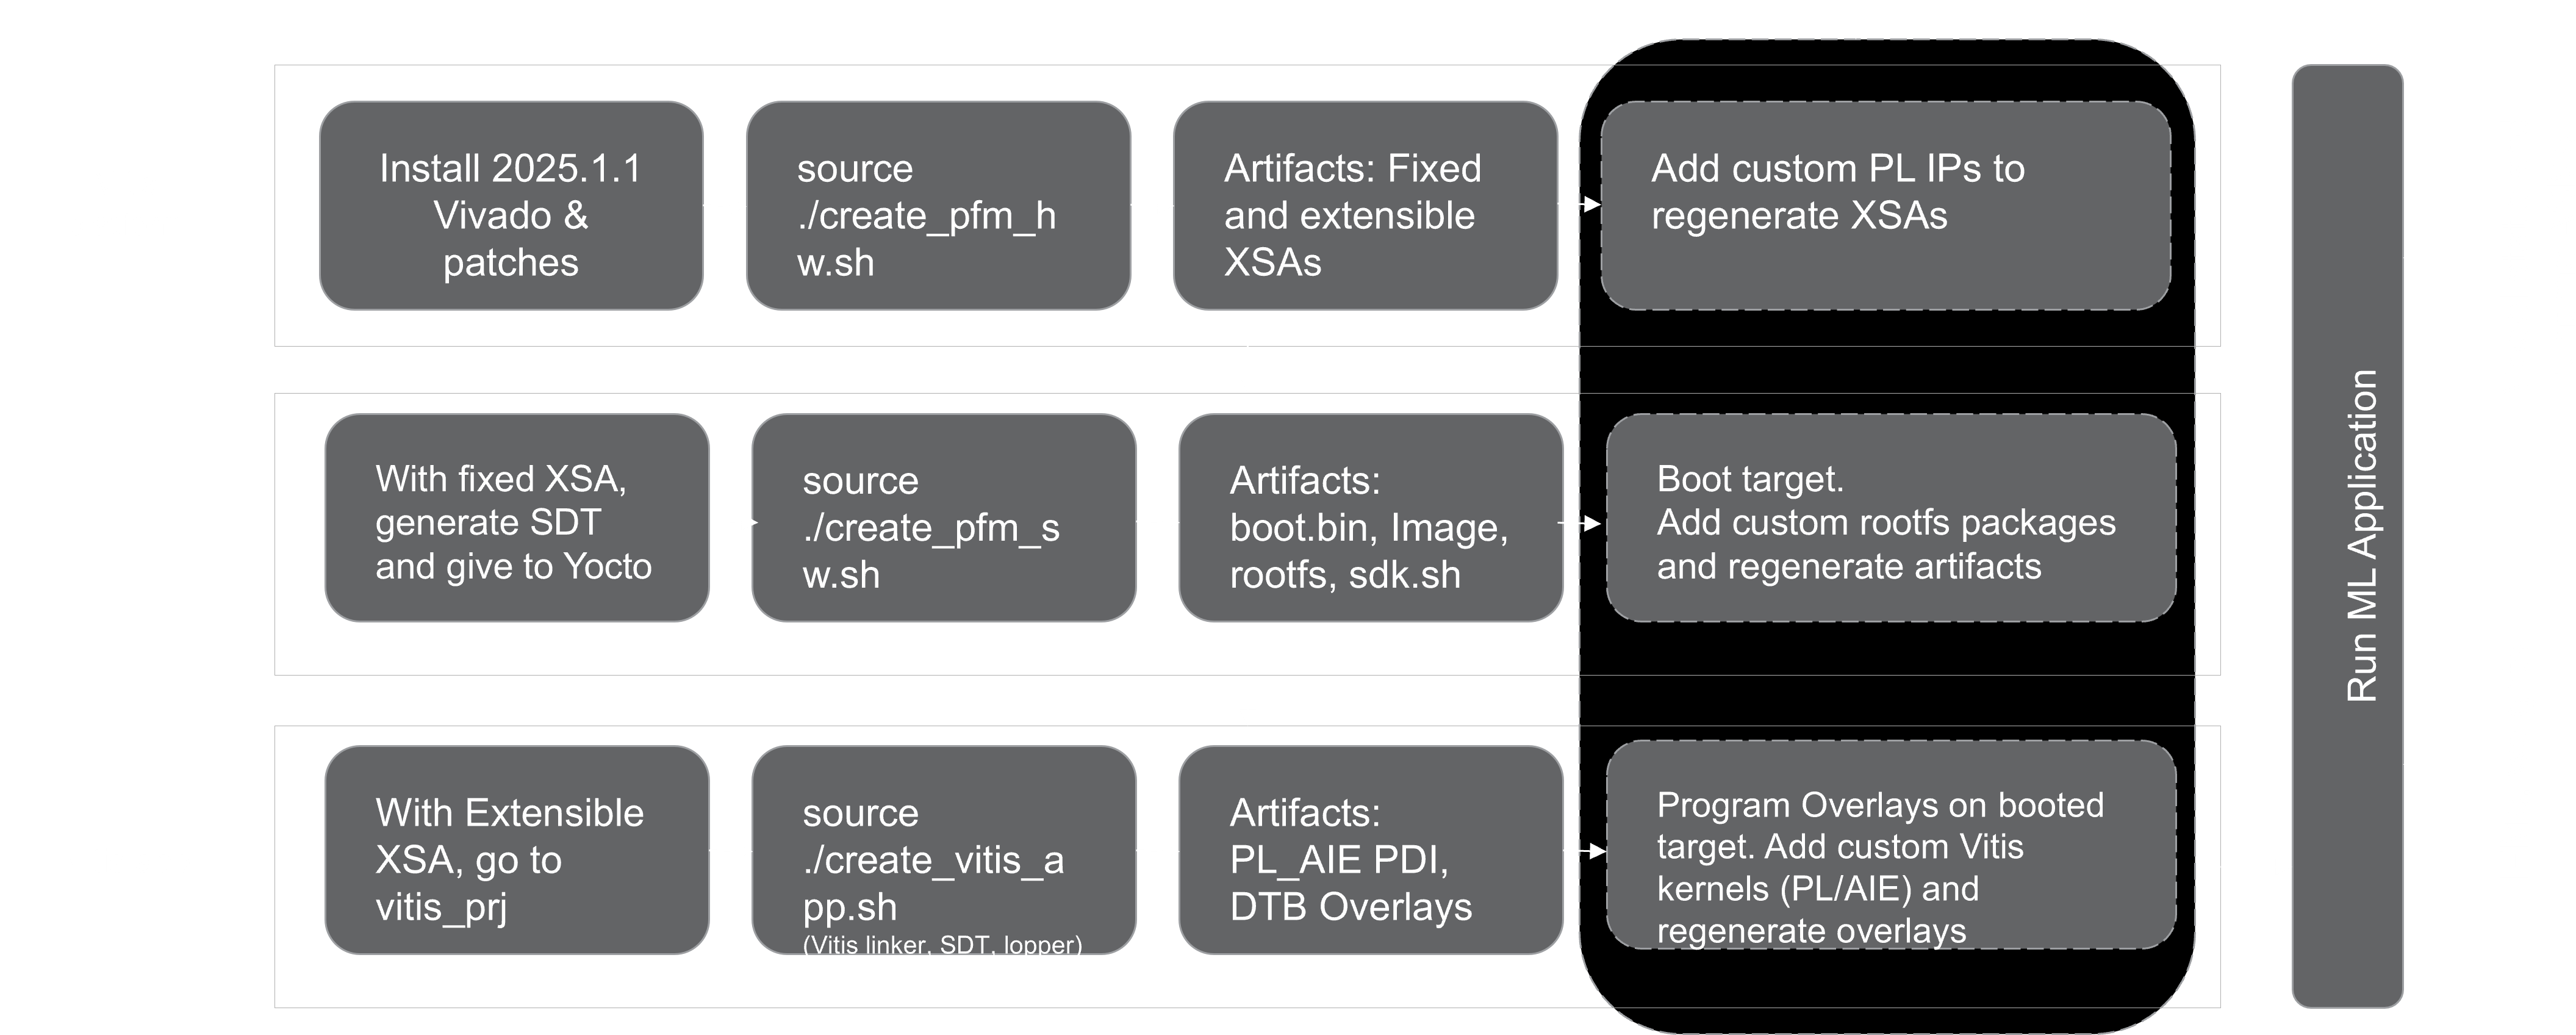 Install 2025.1.1
Vivado &
patches
source
./create_pfm_h
w.sh
Artifacts: Fixed
and extensible
XSAs
Add custom PL IPs to
regenerate XSAs
With fixed XSA,
generate SDT
and give to Yocto
source
./create_pfm_s
w.sh
Artifacts:
boot.bin, Image,
rootfs, sdk.sh
Boot target.
Add custom rootfs packages
and regenerate artifacts
With Extensible
XSA, go to
vitis_prj
source
./create_vitis_a
pp.sh
(Vitis linker, SDT, lopper)
Artifacts:
PL_AIE PDI,
DTB Overlays
Program Overlays on booted
target. Add custom Vitis
kernels (PL/AIE) and
regenerate overlays
Run ML Application